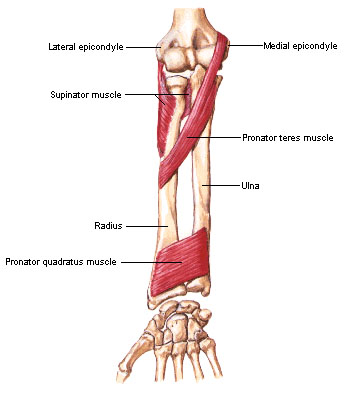 Lateral epicondyle
Medial epicondyle
Supinator muscle
Pronator teres muscle
Ulna
Radius
Pronator quadratus muscle